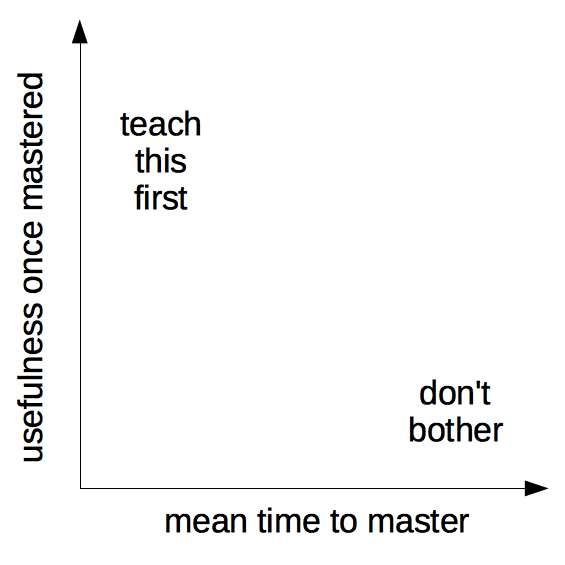 usefulness once mastered
teach
this
first
don't
bother
mean time to master